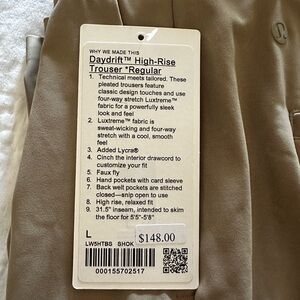 WHY WE MADE THIS
Daydrift™ High-Rise
Trouser *Regular
1. Technical meets tailored. These
pleated trousers feature
classic design touches and use
four-way stretch Luxtreme™
fabric for a powerfully sleek
look and feel
2. Luxtreme™ fabric is
sweat-wicking and four-way
stretch with a cool, smooth
feel
3. Added Lycra®
4. Cinch the interior drawcord to
customize your fit
5. Faux fly
6. Hand pockets with card sleeve
7. Back welt pockets are stitched
closed—snip open to use
8. High rise, relaxed fit
9. 31.5" inseam, intended to skim
the floor for 5'5"-5'8"
L
LW5HTBS SHOK
$148.00
000155702517